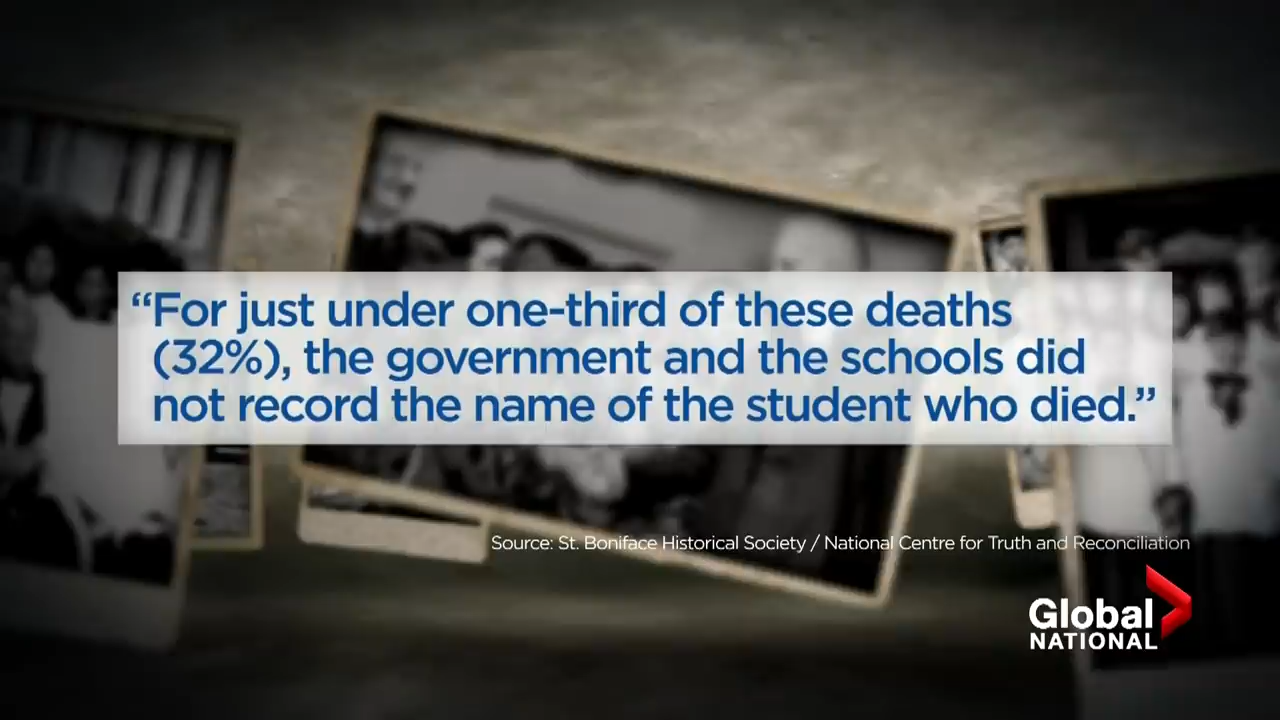 “For just under one-third of these deaths
(32%), the government and the schools did
not record the name of the student who died.”
Source: St. Boniface Historical Society / National Centre for Truth and Reconciliation
Global
NATIONAL